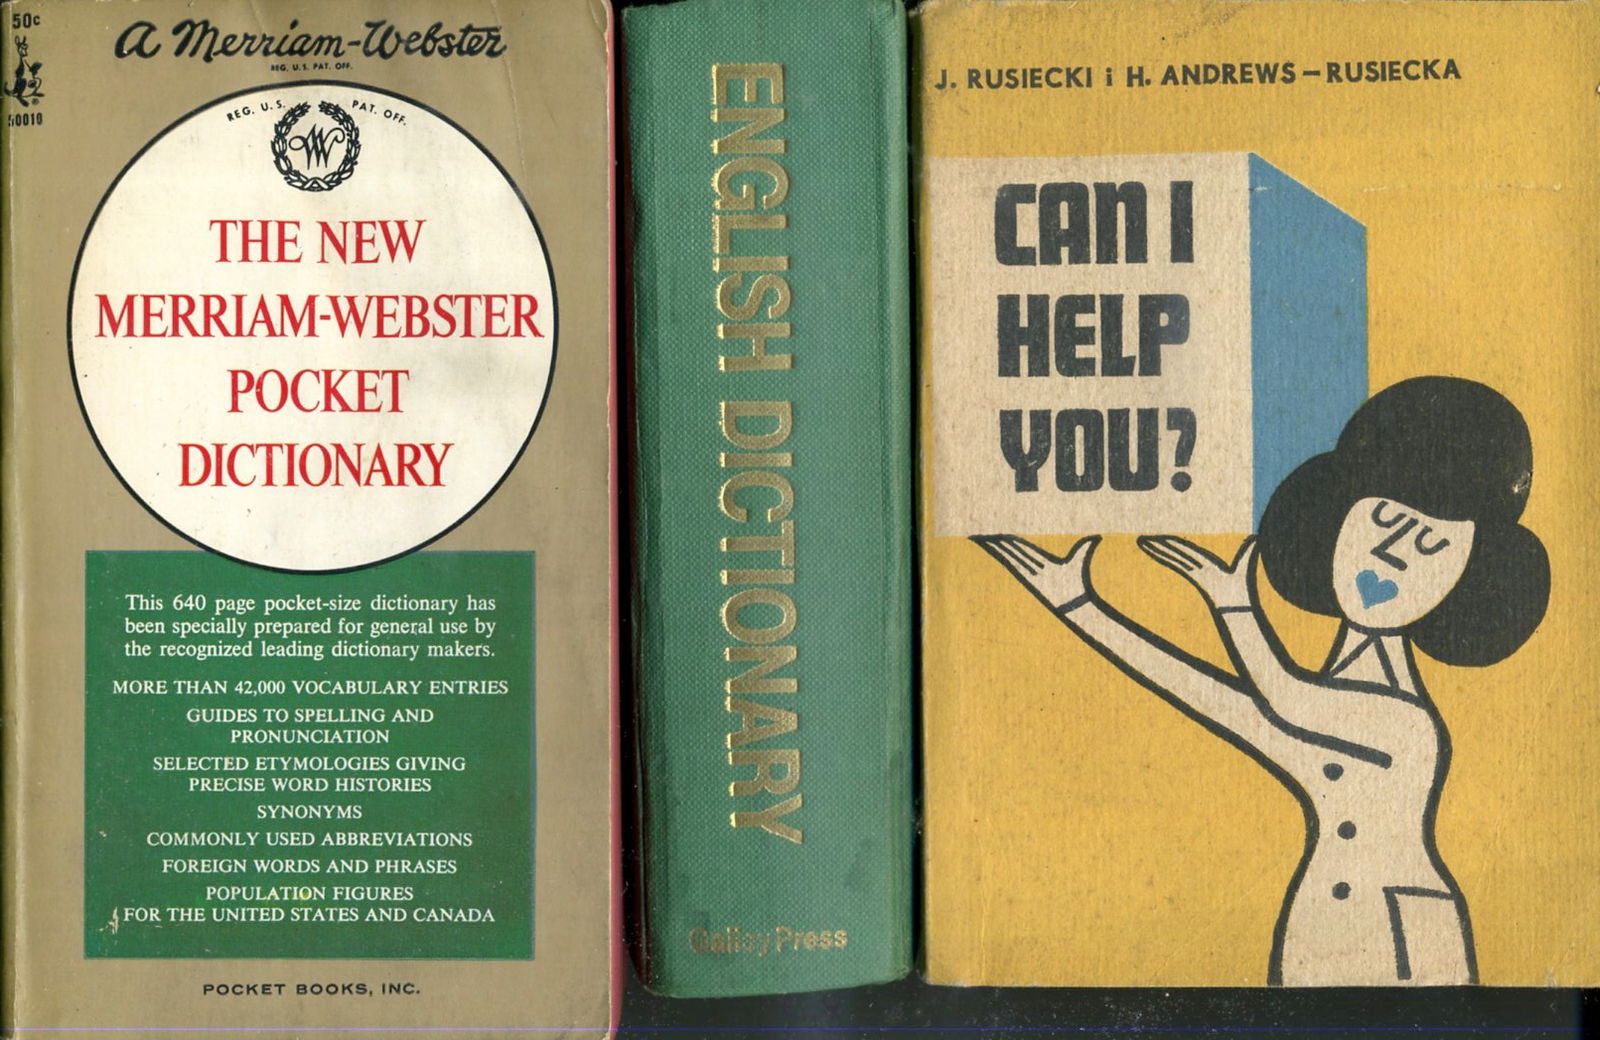 50c
A Merriam-Webster
REG. U.S. PAT. OFF.
REG. U.S. PAT. OFF.
W
THE NEW
MERRIAM-WEBSTER
POCKET
DICTIONARY
This 640 page pocket-size dictionary has
been specially prepared for general use by
the recognized leading dictionary makers.
MORE THAN 42,000 VOCABULARY ENTRIES
GUIDES TO SPELLING AND
PRONUNCIATION
SELECTED ETYMOLOGIES GIVING
PRECISE WORD HISTORIES
SYNONYMS
COMMONLY USED ABBREVIATIONS
FOREIGN WORDS AND PHRASES
POPULATION FIGURES
FOR THE UNITED STATES AND CANADA
POCKET BOOKS, INC.
ENGLISH DICTIONARY
Galley Press
J. RUSIECKI i H. ANDREWS – RUSIECKA
CAN I
HELP
YOU?